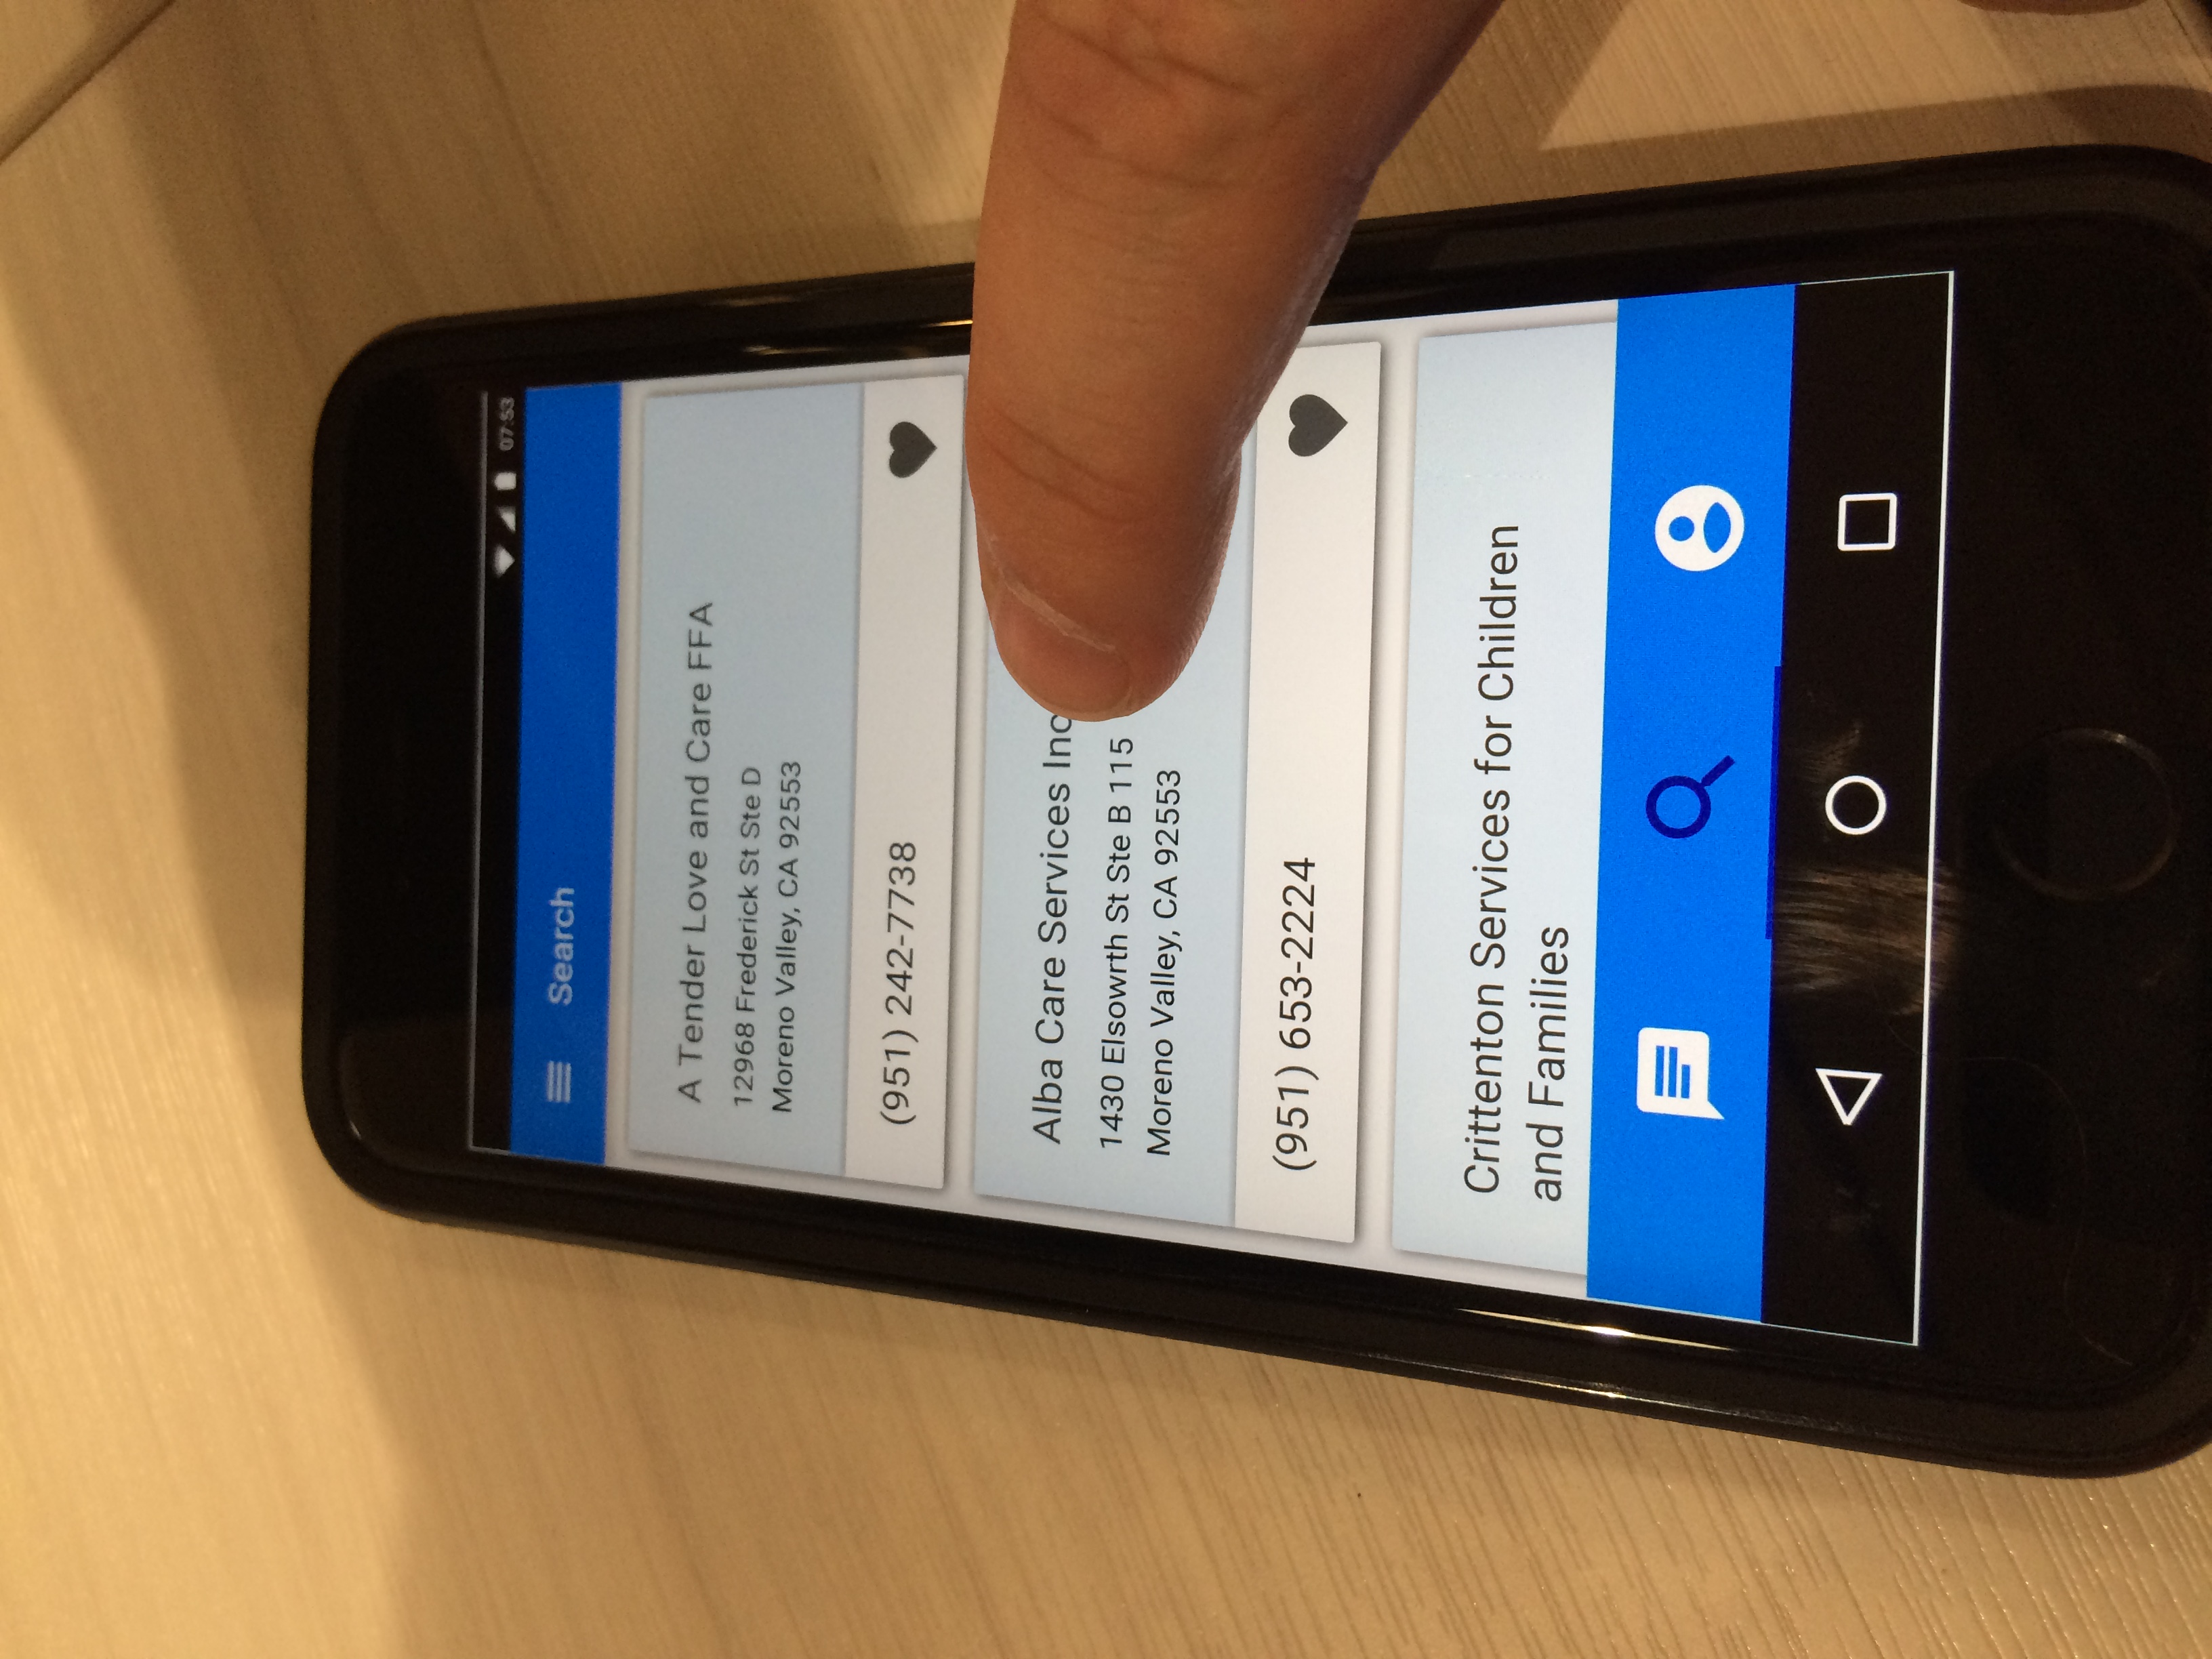 07:53
Search
A Tender Love and Care FFA
12968 Frederick St Ste D
Moreno Valley, CA 92553
(951) 242-7738
Alba Care Services Inc
1430 Elsowrth St Ste B 115
Moreno Valley, CA 92553
(951) 653-2224
Crittenton Services for Children
and Families